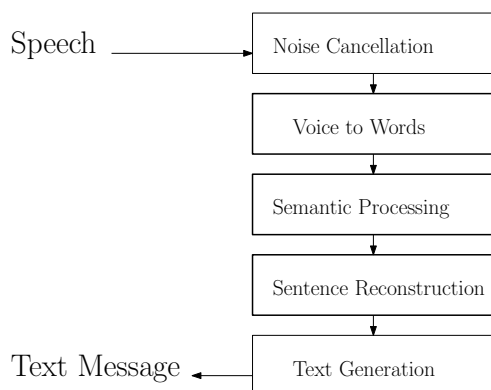 Speech
Noise Cancellation
Voice to Words
Semantic Processing
Sentence Reconstruction
Text Message
Text Generation